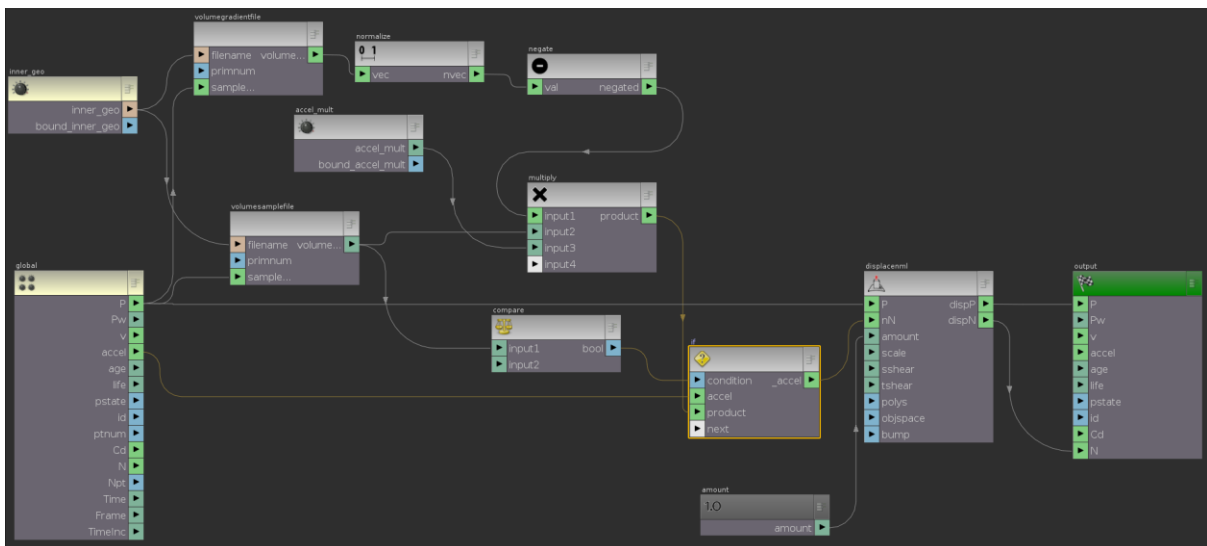 volumegradientfile
filename volume...
primnum
sample...
normalize
0 1
vec nvec
negate
val negated
inner_geo
inner_geo
bound_inner_geo
accel_mult
accel_mult
bound_accel_mult
multiply
input1 product
input2
input3
input4
volumesamplefile
filename volume...
primnum
sample...
global
P
Pw
v
accel
age
life
pstate
id
ptnum
Cd
N
Npt
Time
Frame
TimeInc
compare
input1 bool
input2
if
condition _accel
accel
product
next
displacenml
P dispP
nN dispN
amount
scale
sshear
tshear
polys
objspace
bump
output
P
Pw
v
accel
age
life
pstate
id
Cd
N
amount
1.0
amount